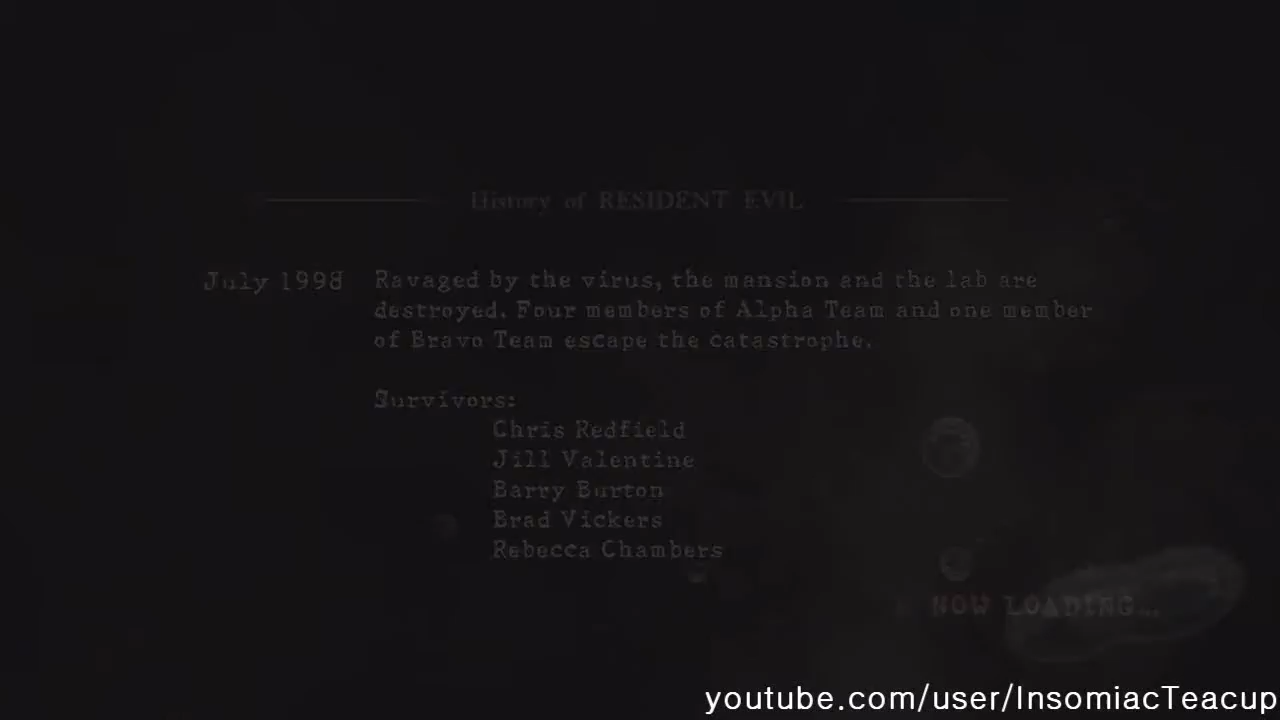 History of RESIDENT EVIL
July 1998 Ravaged by the virus, the mansion and the lab are
destroyed. Four members of Alpha Team and one member
of Bravo Team escape the catastrophe.
Survivors:
Chris Redfield
Jill Valentine
Barry Burton
Brad Vickers
Rebecca Chambers
NOW LOADING...
youtube.com/user/InsomiacTeacup